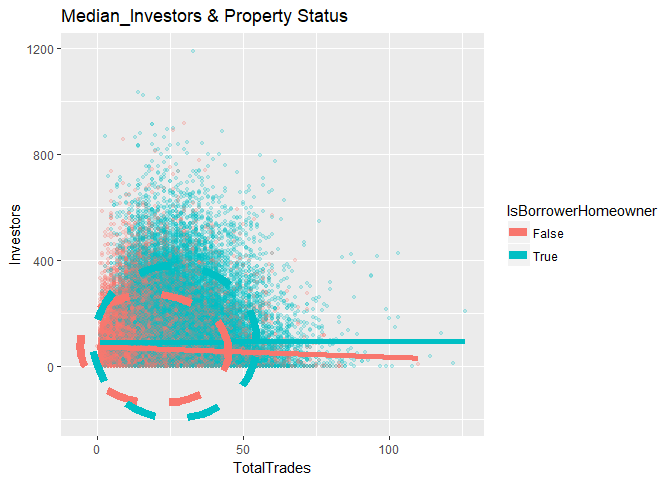 Median_Investors & Property Status
1200
800
400
0
Investors
0
50
100
TotalTrades
IsBorrowerHomeowner
False
True